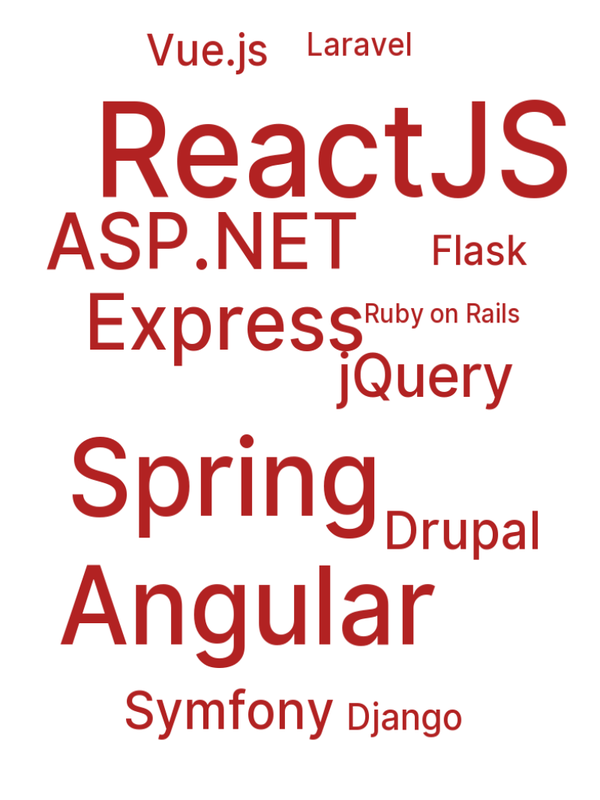 Vue.js Laravel
ReactJS
ASP.NET Flask
Express Ruby on Rails
jQuery
Spring
Drupal
Angular
Symfony Django